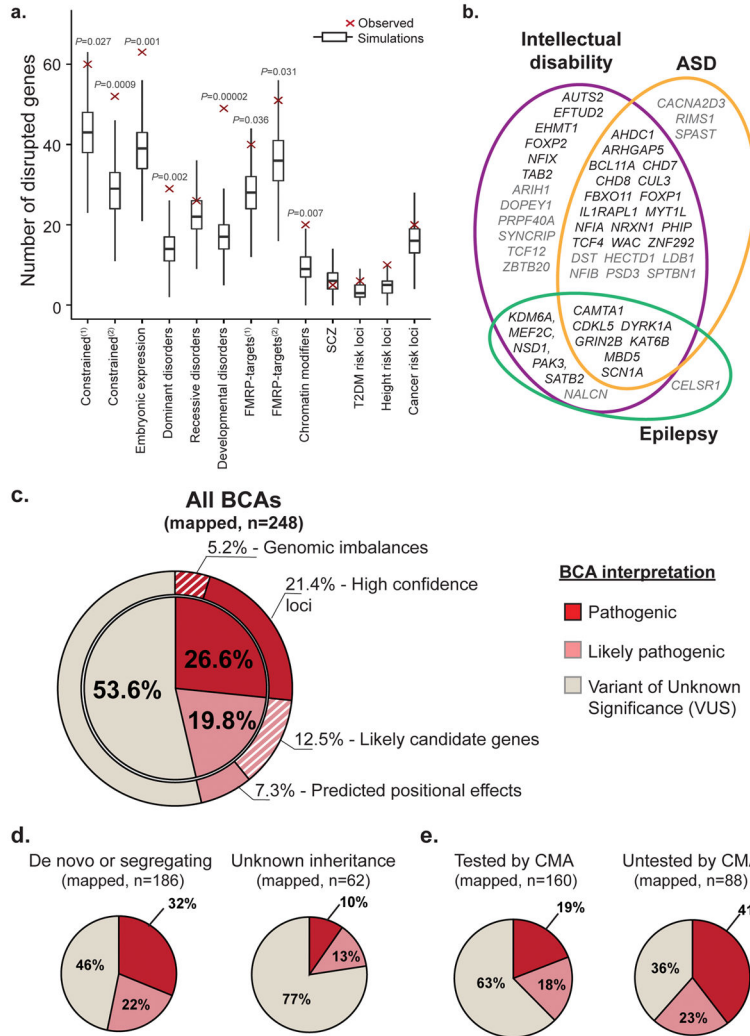 a.
Observed
Simulations
Number of disrupted genes
60
40
20
0
P=0.027
P=0.0009
P=0.001
P=0.002
P=0.00002
P=0.036
P=0.031
P=0.007
Constrained(1)
Constrained(2)
Embryonic expression
Dominant disorders
Recessive disorders
Developmental disorders
FMRP-targets(1)
FMRP-targets(2)
Chromatin modifiers
SCZ
T2DM risk loci
Height risk loci
Cancer risk loci
b.
Intellectual
disability
ASD
AUTS2
EFTUD2
EHMT1
FOXP2
NFIX
TAB2
ARIH1
DOPEY1
PRPF40A
SYNCRIP
TCF12
ZBTB20
CACNA2D3
RIMS1
SPAST
AHDC1
ARHGAP5
BCL11A CHD7
CHD8 CUL3
FBXO11 FOXP1
IL1RAPL1 MYT1L
NFIA NRXN1 PHIP
TCF4 WAC ZNF292
DST HECTD1 LDB1
NFIB PSD3 SPTBN1
KDM6A,
MEF2C,
NSD1,
PAK3,
SATB2
NALCN
CAMTA1
CDKL5 DYRK1A
GRIN2B KAT6B
MBD5
SCN1A
CELSR1
Epilepsy
c.
All BCAs
(mapped, n=248)
5.2% - Genomic imbalances
21.4% - High confidence
loci
26.6%
53.6%
19.8%
12.5% - Likely candidate genes
7.3% - Predicted positional effects
BCA interpretation
Pathogenic
Likely pathogenic
Variant of Unknown
Significance (VUS)
d.
De novo or segregating
(mapped, n=186)
32%
46%
22%
Unknown inheritance
(mapped, n=62)
10%
13%
77%
e.
Tested by CMA
(mapped, n=160)
19%
63%
18%
Untested by CMA
(mapped, n=88)
41
36%
23%